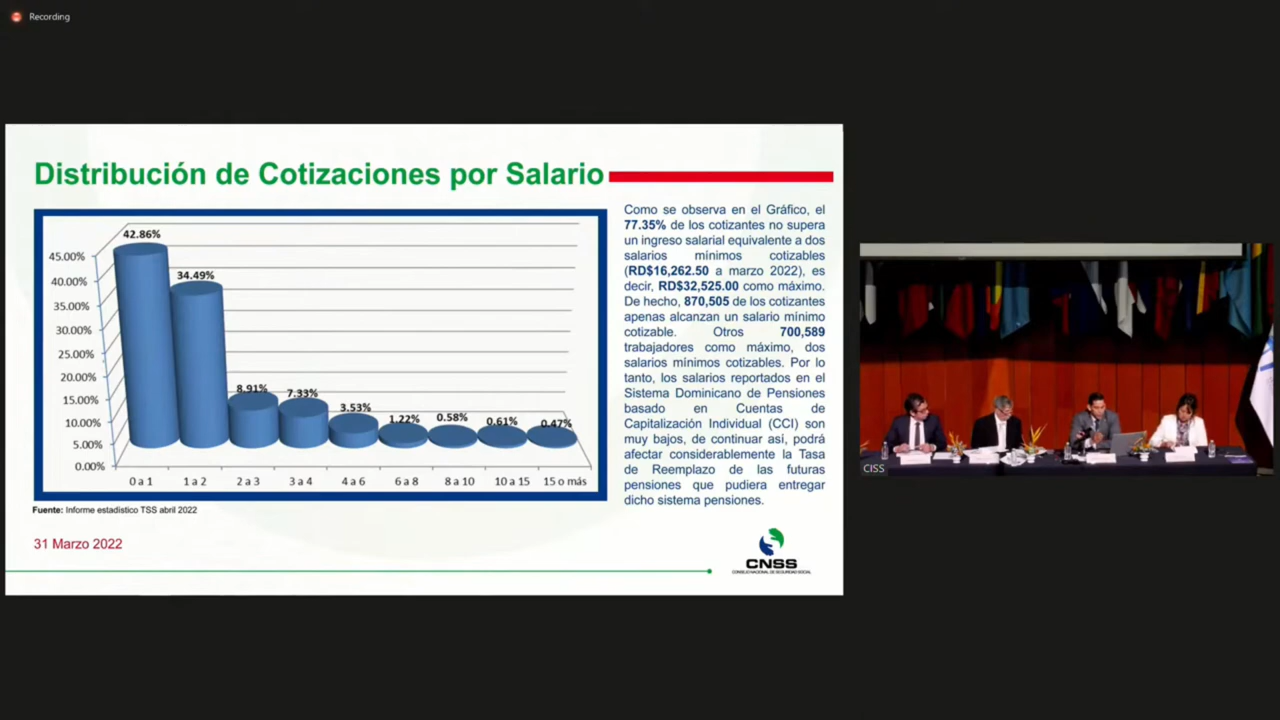 Recording
Distribución de Cotizaciones por Salario
42.86%
34.49%
8.91%
7.33%
3.53%
1.22%
0.58%
0.61%
0.47%
45.00%
40.00%
35.00%
30.00%
25.00%
20.00%
15.00%
10.00%
5.00%
0.00%
0 a 1
1 a 2
2 a 3
3 a 4
4 a 6
6 a 8
8 a 10
10 a 15
15 o más
Fuente: Informe estadístico TSS abril 2022
31 Marzo 2022
Como se observa en el Gráfico, el
77.35% de los cotizantes no supera
un ingreso salarial equivalente a dos
salarios mínimos cotizables
(RD$16,262.50 a marzo 2022), es
decir, RD$32,525.00 como máximo.
De hecho, 870,505 de los cotizantes
apenas alcanzan un salario mínimo
cotizable. Otros 700,589
trabajadores como máximo, dos
salarios mínimos cotizables. Por lo
tanto, los salarios reportados en el
Sistema Dominicano de Pensiones
basado en Cuentas de
Capitalización Individual (CCI) son
muy bajos, de continuar así, podrá
afectar considerablemente la Tasa
de Reemplazo de las futuras
pensiones que pudiera entregar
dicho sistema pensiones.
CNSS
CONSEJO NACIONAL DE SEGURIDAD SOCIAL
CISS